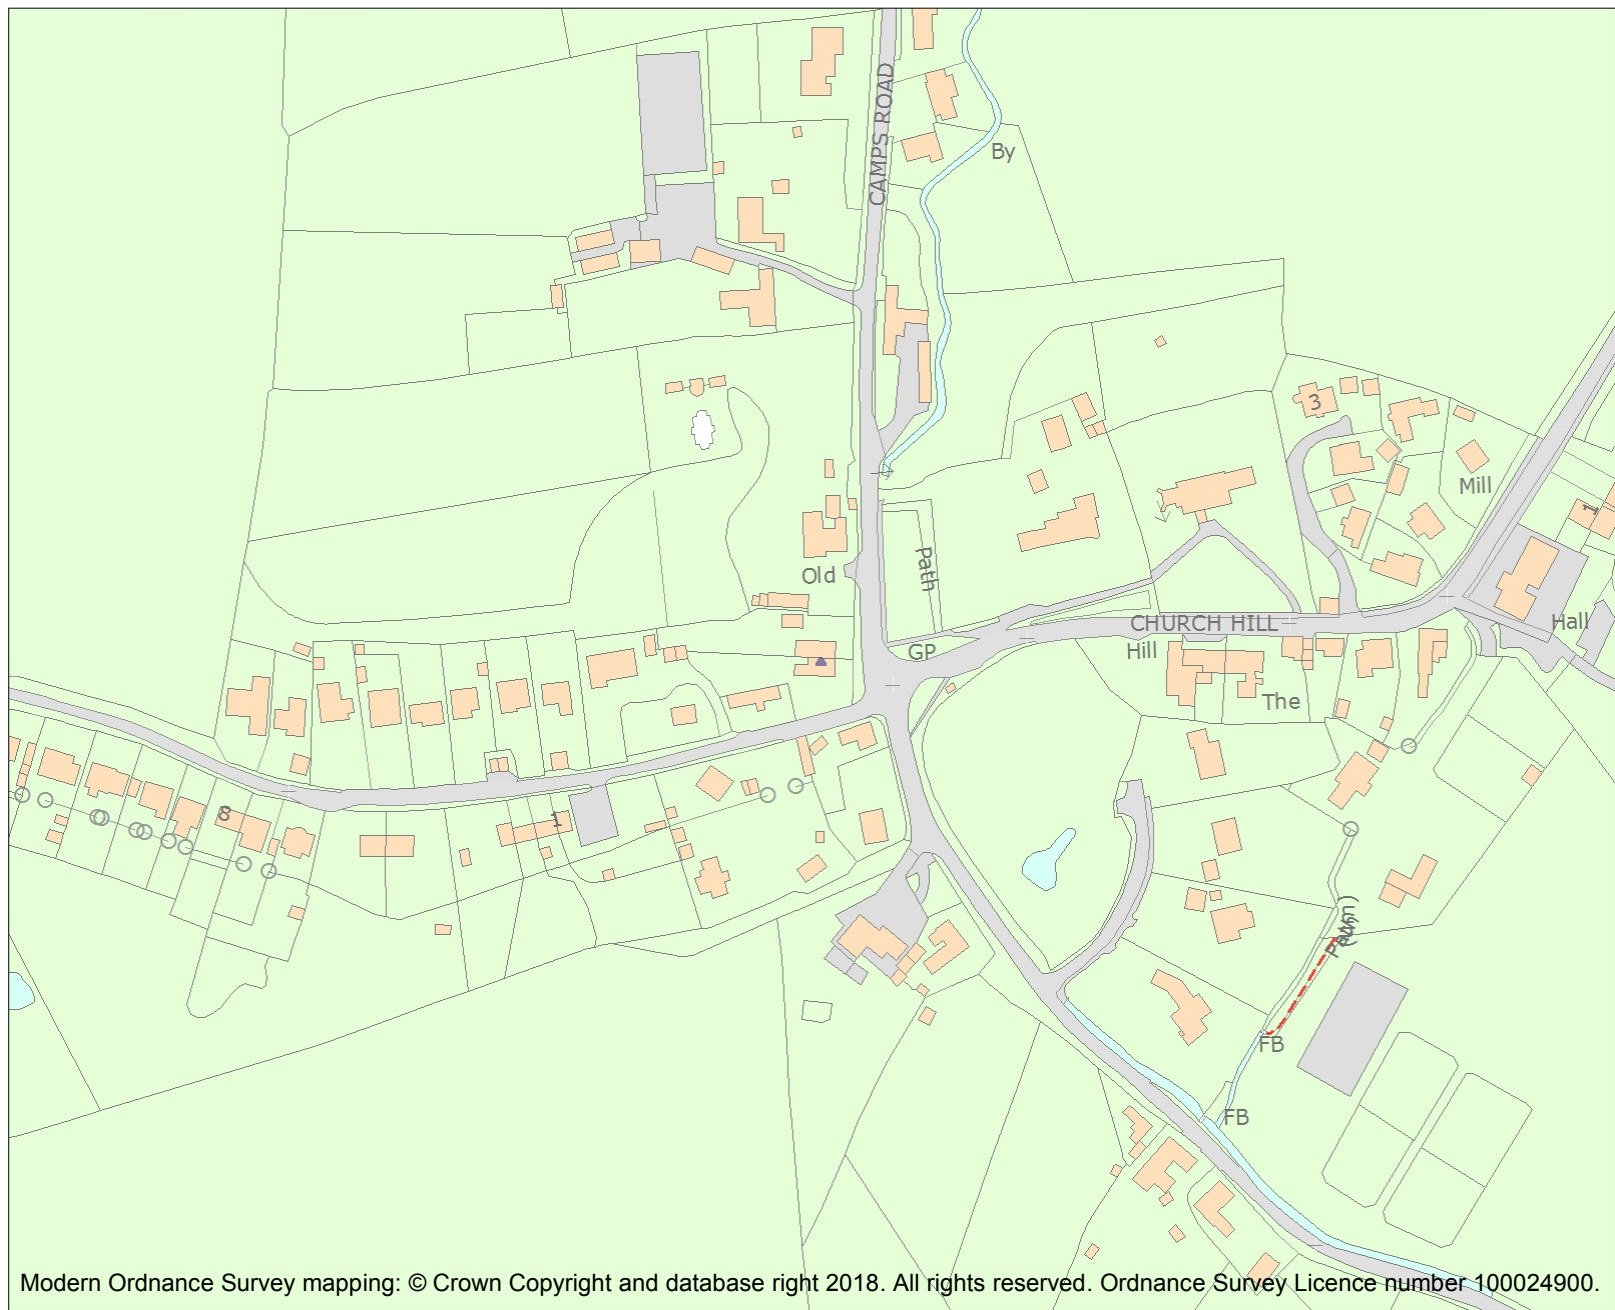 CAMPS ROAD
By
3
Mill
1
Path
Old
CHURCH HILL
Hall
GP
Hill
The
8
1
FB
FB
Modern Ordnance Survey mapping: © Crown Copyright and database right 2018. All rights reserved. Ordnance Survey Licence number 100024900.